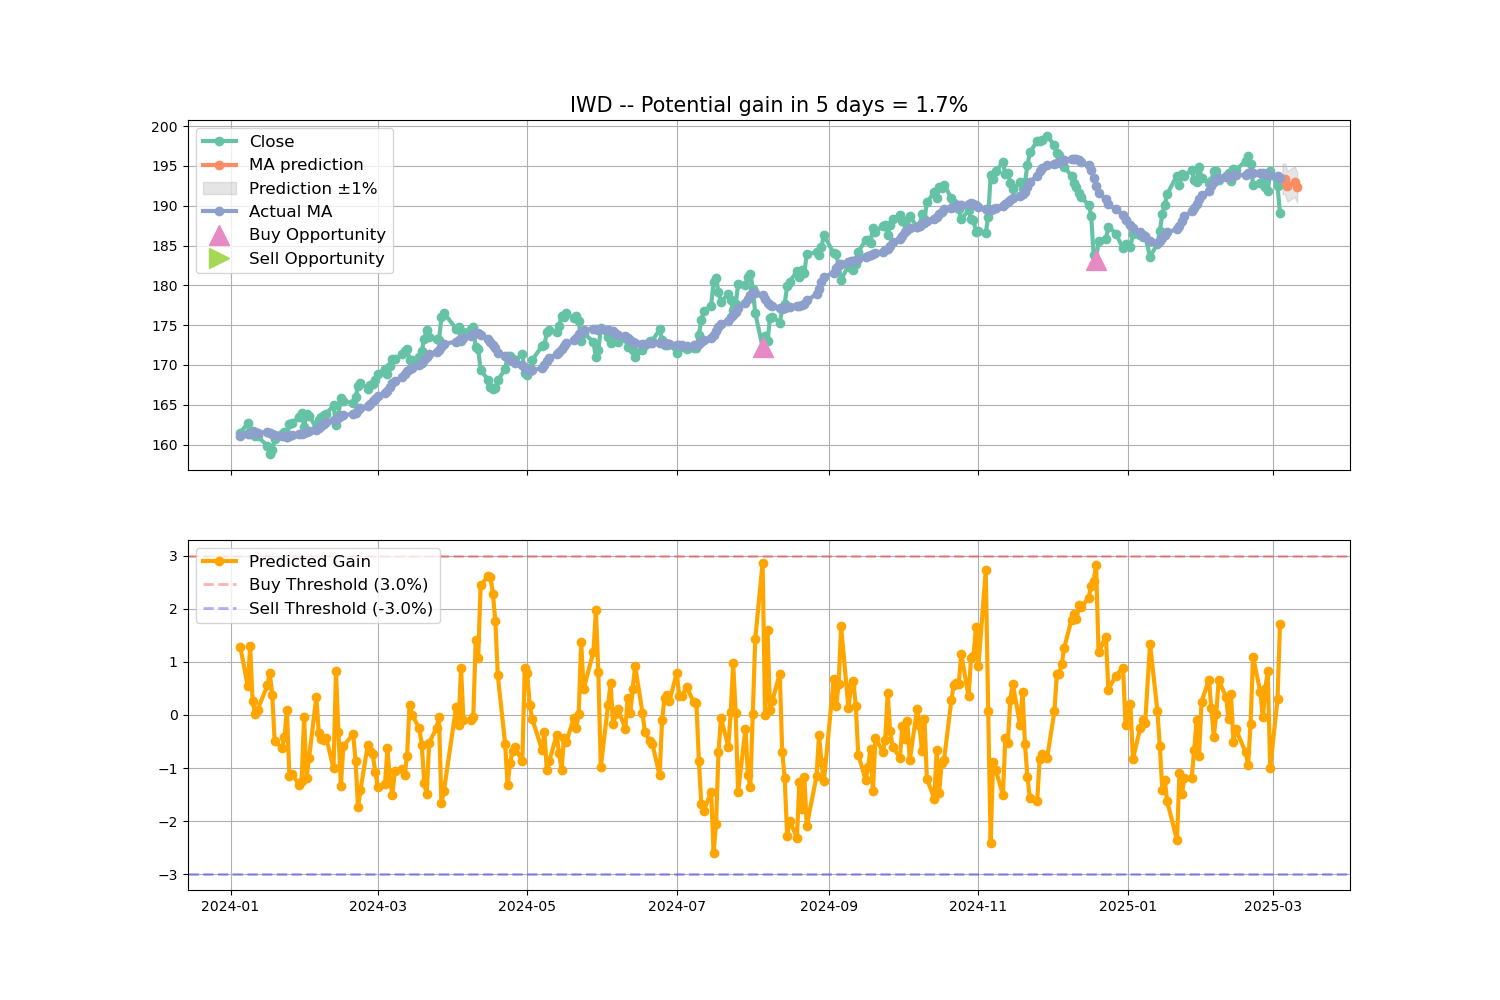 IWD -- Potential gain in 5 days = 1.7%
200
195
190
185
180
175
170
165
160
Close
MA prediction
Prediction ±1%
Actual MA
Buy Opportunity
Sell Opportunity
3
2
1
0
−1
−2
−3
Predicted Gain
Buy Threshold (3.0%)
Sell Threshold (-3.0%)
2024-01
2024-03
2024-05
2024-07
2024-09
2024-11
2025-01
2025-03